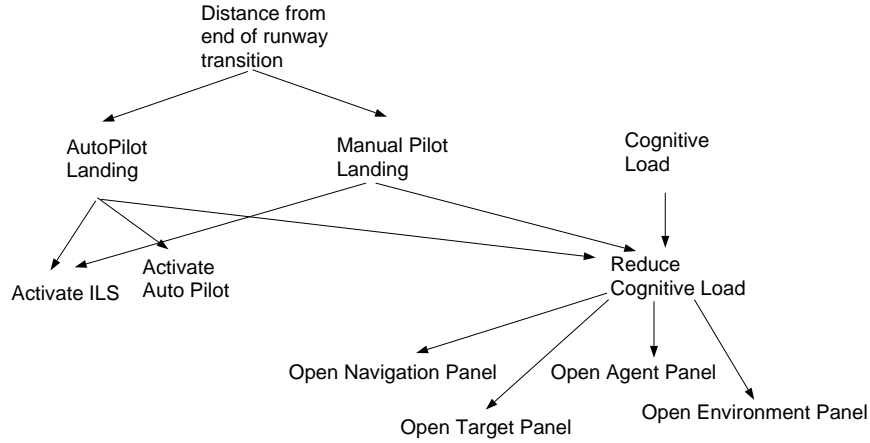 Distance from
end of runway
transition
AutoPilot
Landing
Manual Pilot
Landing
Cognitive
Load
Activate ILS
Activate
Auto Pilot
Reduce
Cognitive Load
Open Navigation Panel
Open Agent Panel
Open Target Panel
Open Environment Panel